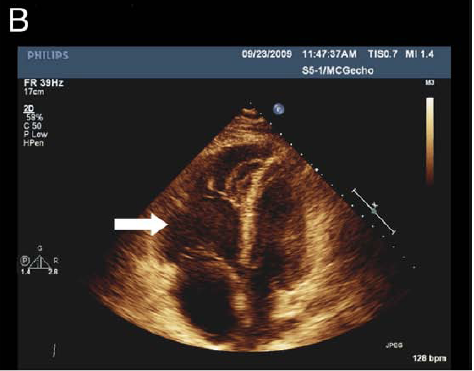 B
PHILIPS
09/23/2009 11:47:37AM TIS0.7 MI 1.4
S5-1/MCGecho
FR 39Hz
17cm
M3
2D
58%
C 50
P Low
HPen
G
P R
1.4 2.8
JPEG
128 bpm